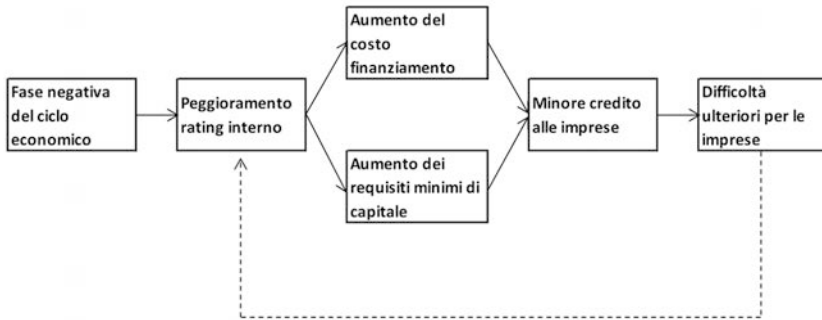 Fase negativa
del ciclo
economico
Peggioramento
rating interno
Aumento del
costo
finanziamento
Aumento dei
requisiti minimi di
capitale
Minore credito
alle imprese
Difficoltà
ulteriori per le
imprese